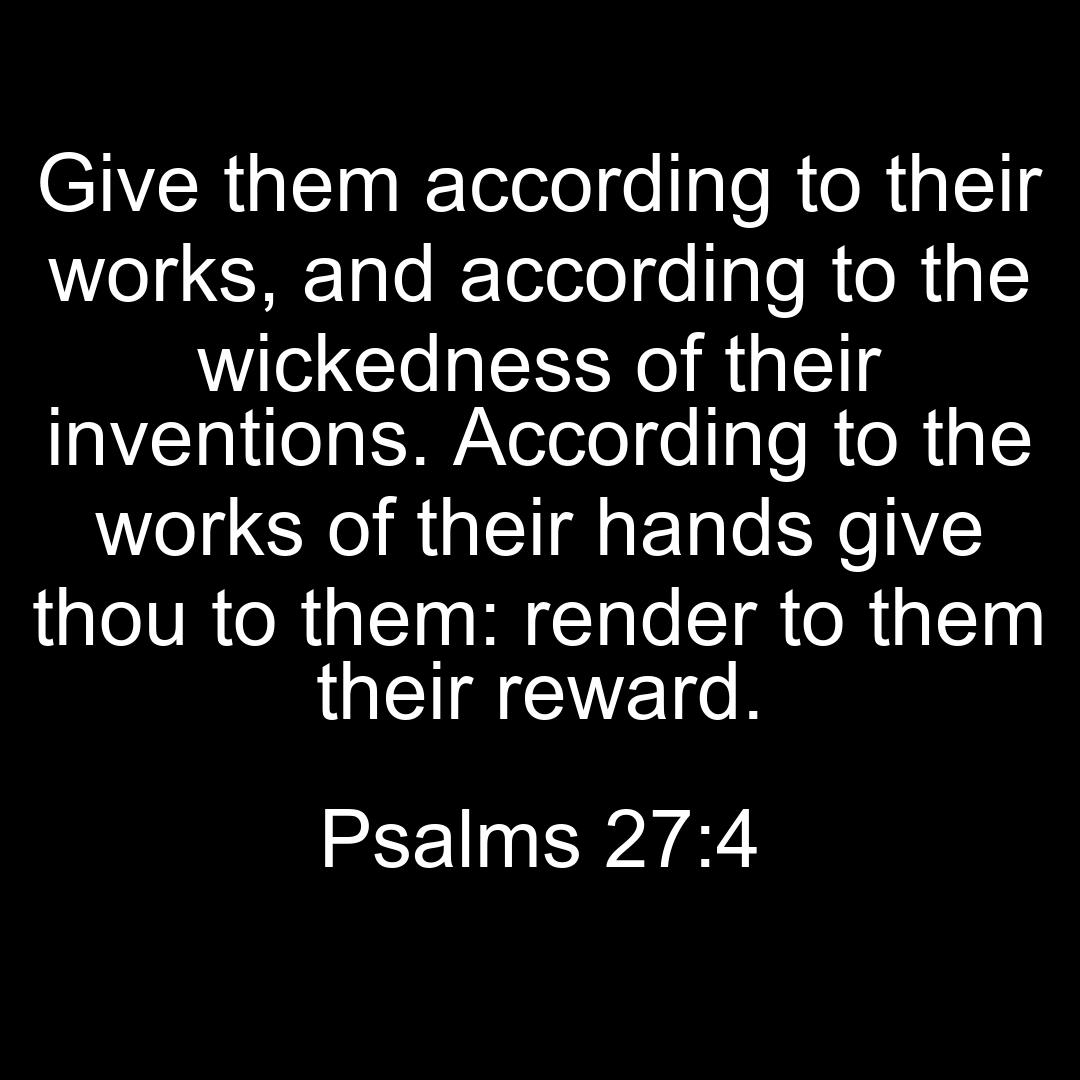 Give them according to their
works, and according to the
wickedness of their
inventions. According to the
works of their hands give
thou to them: render to them
their reward.
Psalms 27:4